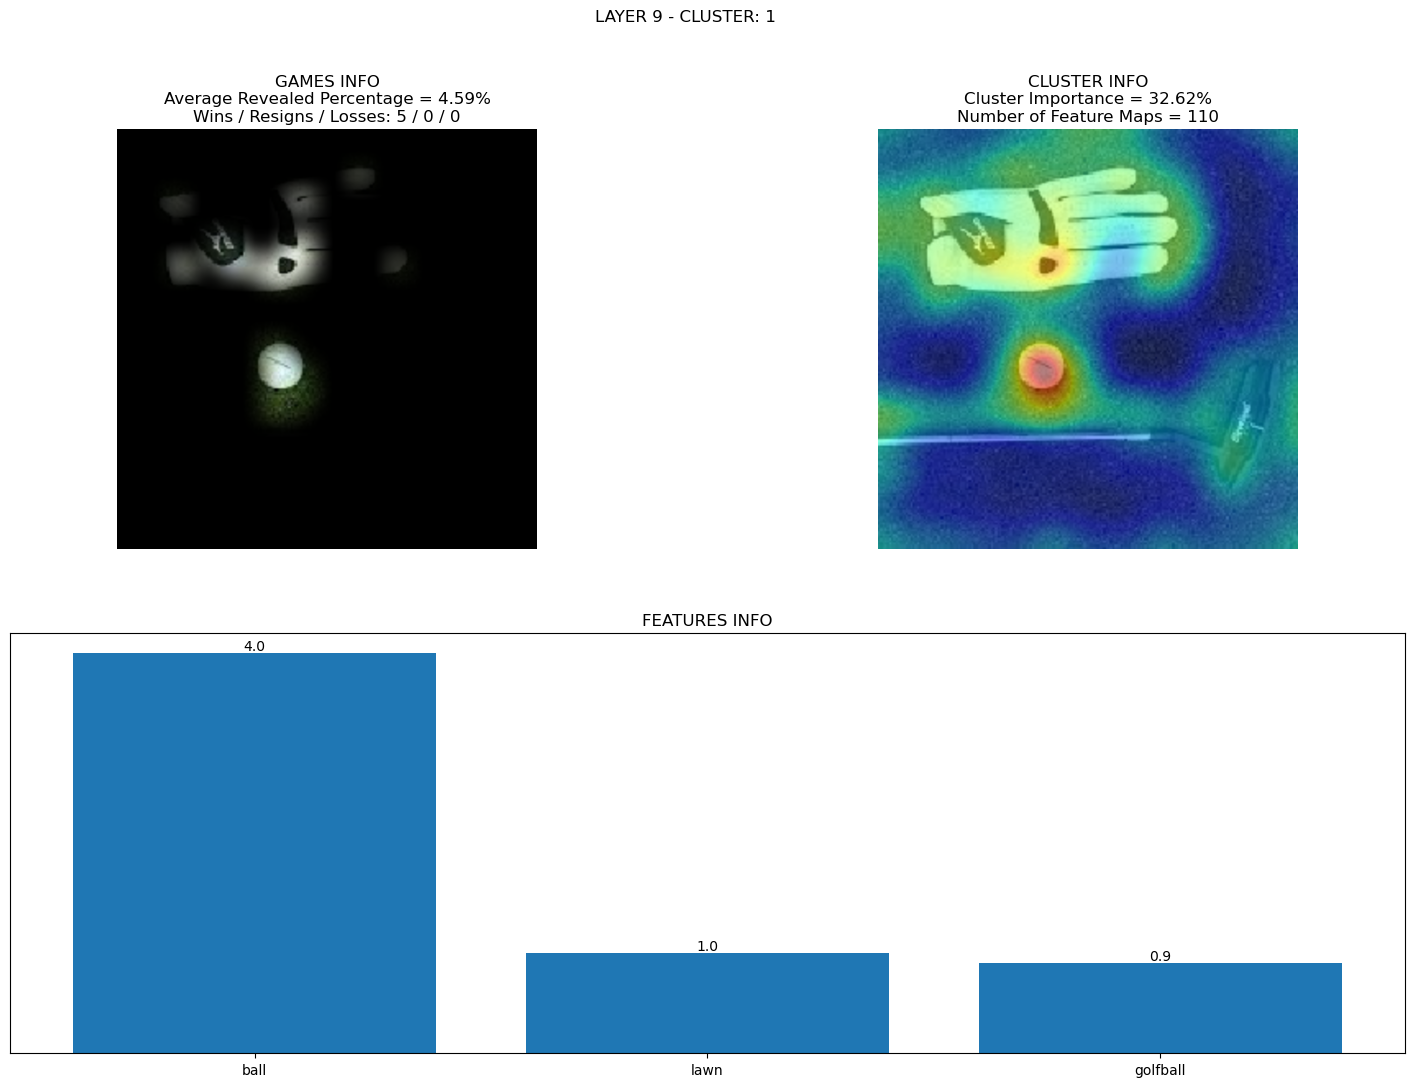 LAYER 9 - CLUSTER: 1
GAMES INFO
Average Revealed Percentage = 4.59%
Wins / Resigns / Losses: 5 / 0 / 0
CLUSTER INFO
Cluster Importance = 32.62%
Number of Feature Maps = 110
FEATURES INFO
4.0
1.0
0.9
ball
lawn
golfball